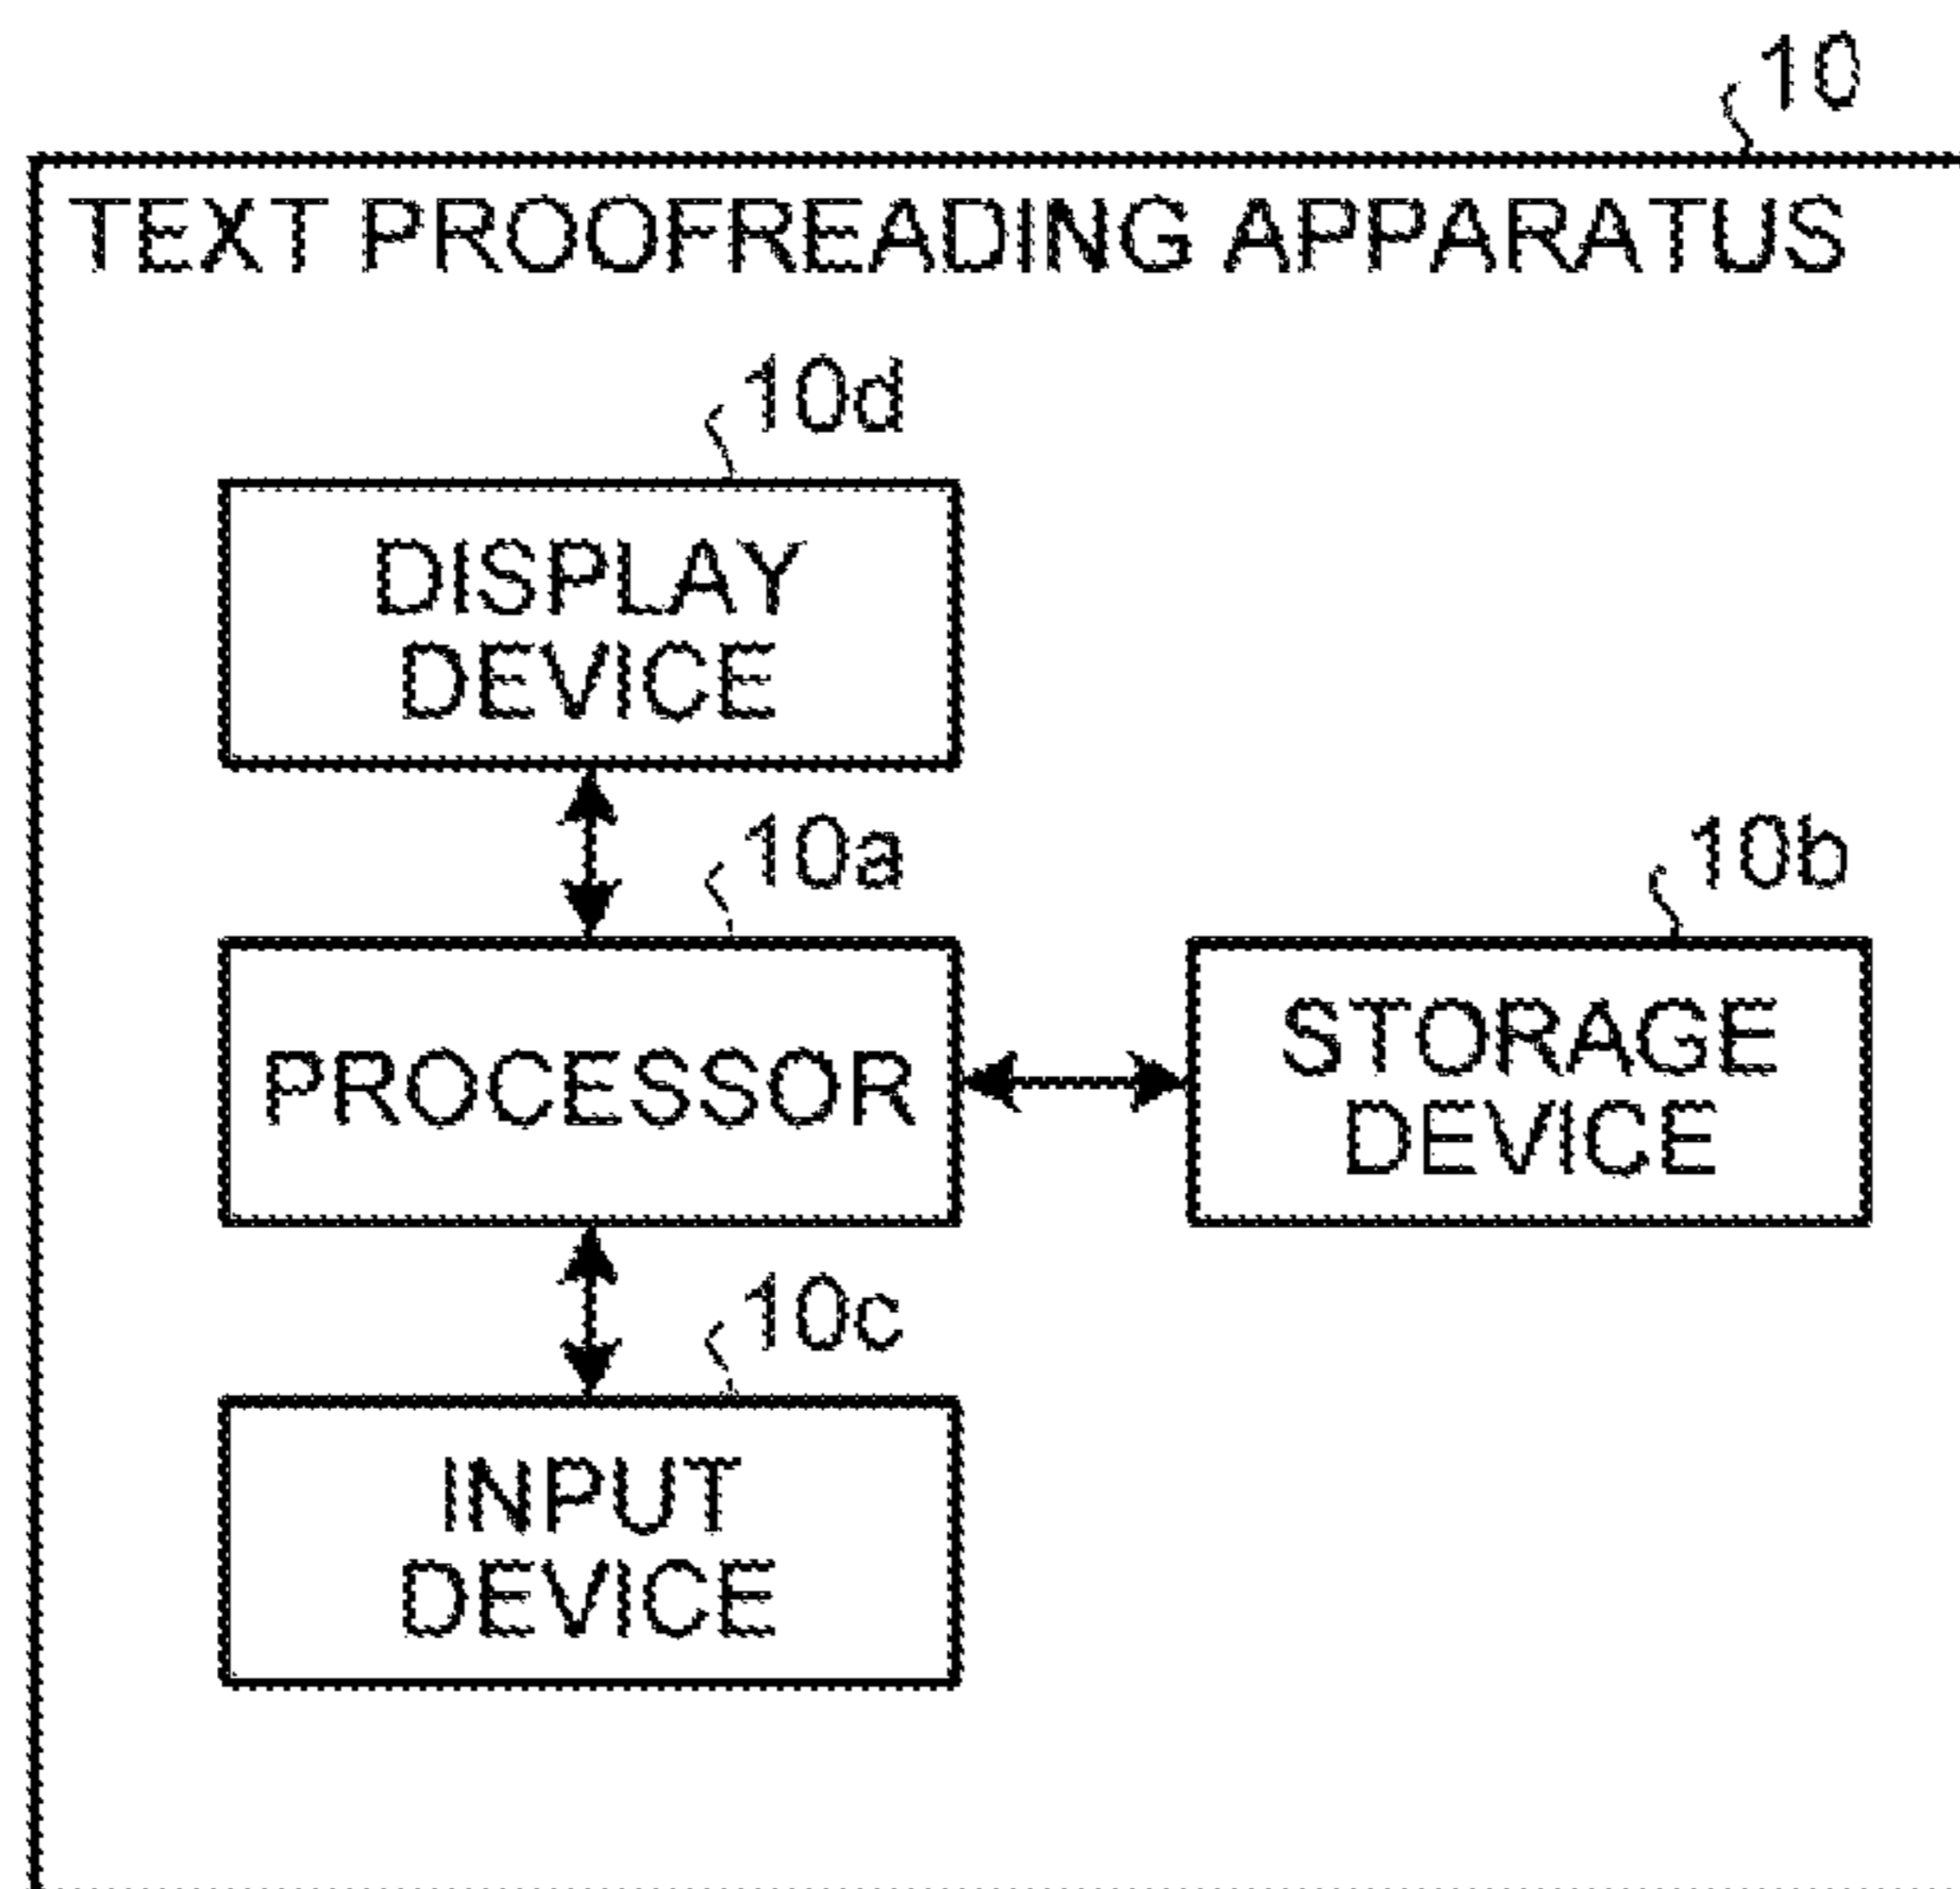 10
TEXT PROOFREADING APPARATUS
10d
DISPLAY
DEVICE
10a
10b
PROCESSOR
STORAGE
DEVICE
10c
INPUT
DEVICE